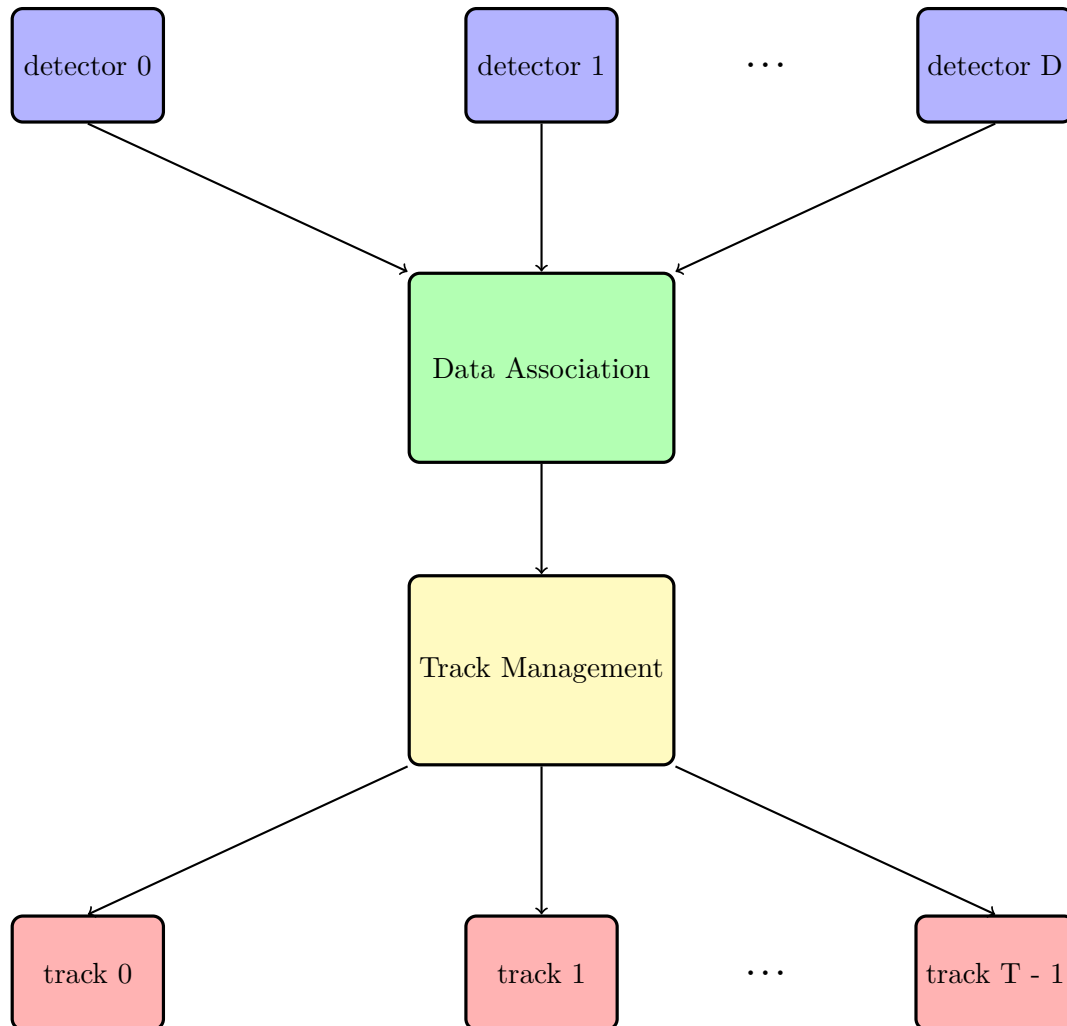 detector 0
detector 1
...
detector D
Data Association
Track Management
track 0
track 1
...
track T - 1